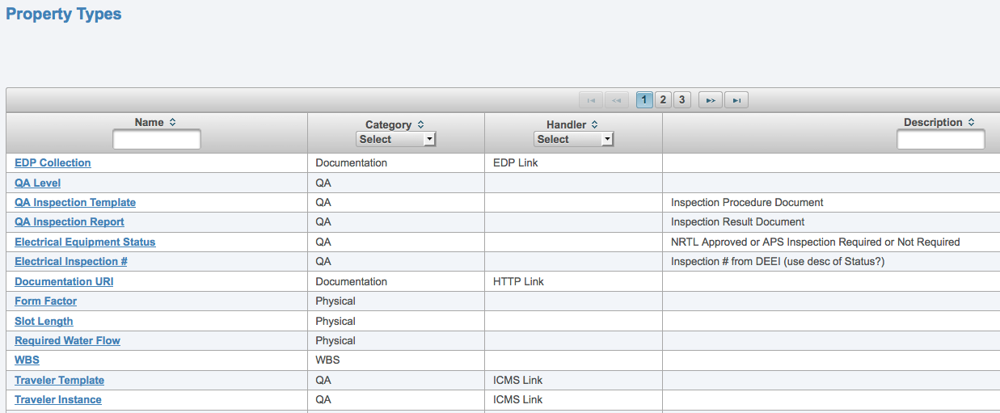 Property Types
1 2 3
Name Category Handler Description
Select Select
EDP Collection Documentation EDP Link
QA Level QA
QA Inspection Template QA Inspection Procedure Document
QA Inspection Report QA Inspection Result Document
Electrical Equipment Status QA NRTL Approved or APS Inspection Required or Not Required
Electrical Inspection # QA Inspection # from DEEI (use desc of Status?)
Documentation URI Documentation HTTP Link
Form Factor Physical
Slot Length Physical
Required Water Flow Physical
WBS WBS
Traveler Template QA ICMS Link
Traveler Instance QA ICMS Link